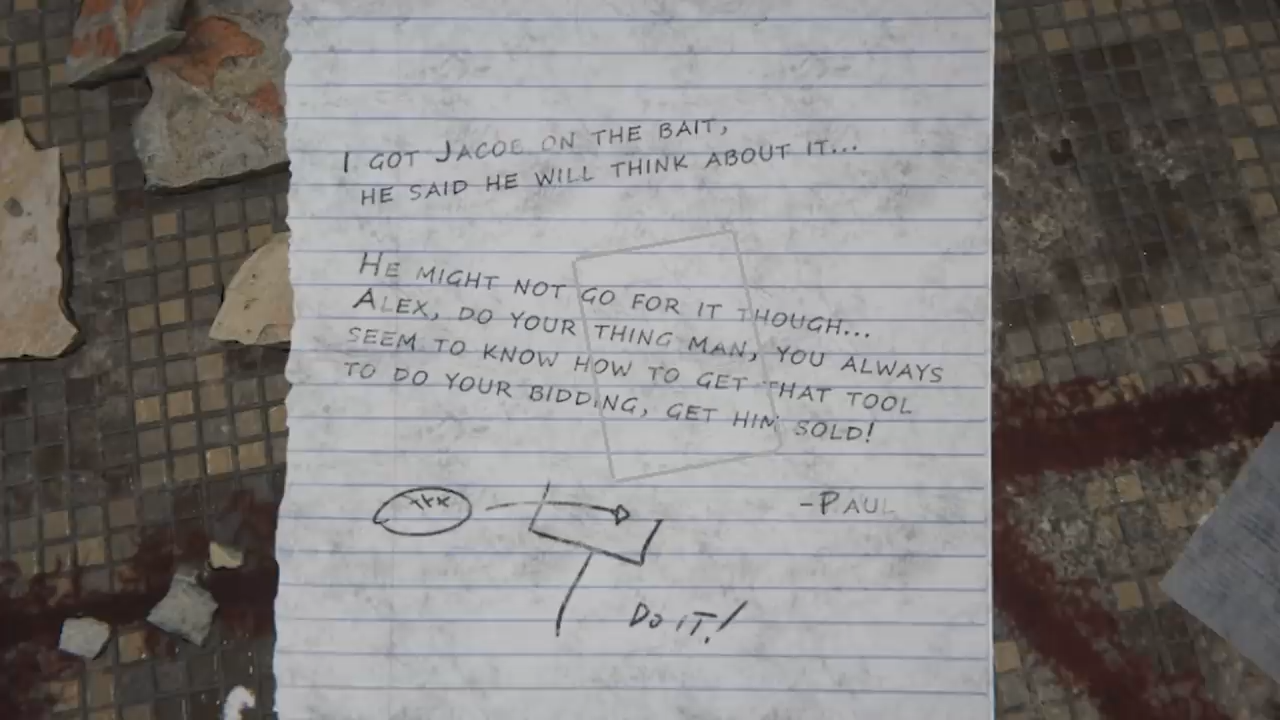 I GOT JACOB ON THE BAIT,
HE SAID HE WILL THINK ABOUT IT...
HE MIGHT NOT GO FOR IT THOUGH...
ALEX, DO YOUR THING MAN, YOU ALWAYS
SEEM TO KNOW HOW TO GET THAT TOOL
TO DO YOUR BIDDING, GET HIM SOLD!
-PAUL
XXX
DO IT!